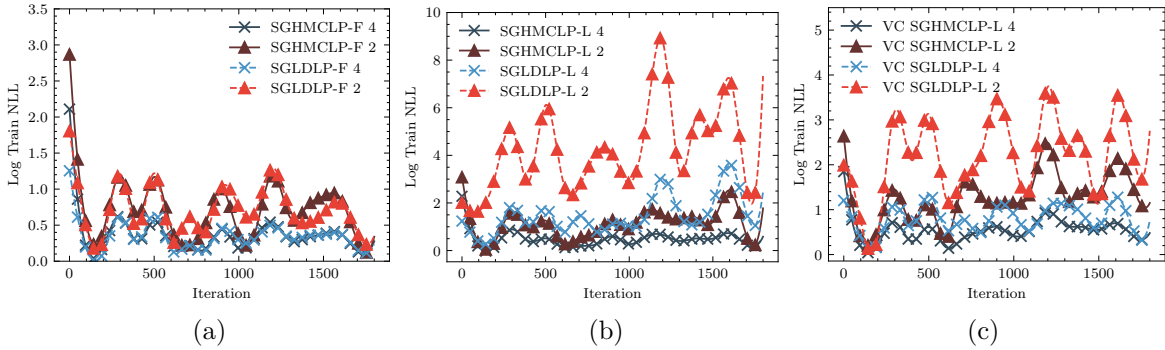 Log Train NLL
3.5
3.0
2.5
2.0
1.5
1.0
0.5
0.0
SGHMCLP-F 4
SGHMCLP-F 2
SGLDLP-F 4
SGLDLP-F 2
0
500
1000
1500
Iteration
(a)
Log Train NLL
10
8
6
4
2
0
SGHMCLP-L 4
SGHMCLP-L 2
SGLDLP-L 4
SGLDLP-L 2
0
500
1000
1500
Iteration
(b)
Log Train NLL
5
4
3
2
1
0
VC SGHMCLP-L 4
VC SGHMCLP-L 2
VC SGLDLP-L 4
VC SGLDLP-L 2
0
500
1000
1500
Iteration
(c)